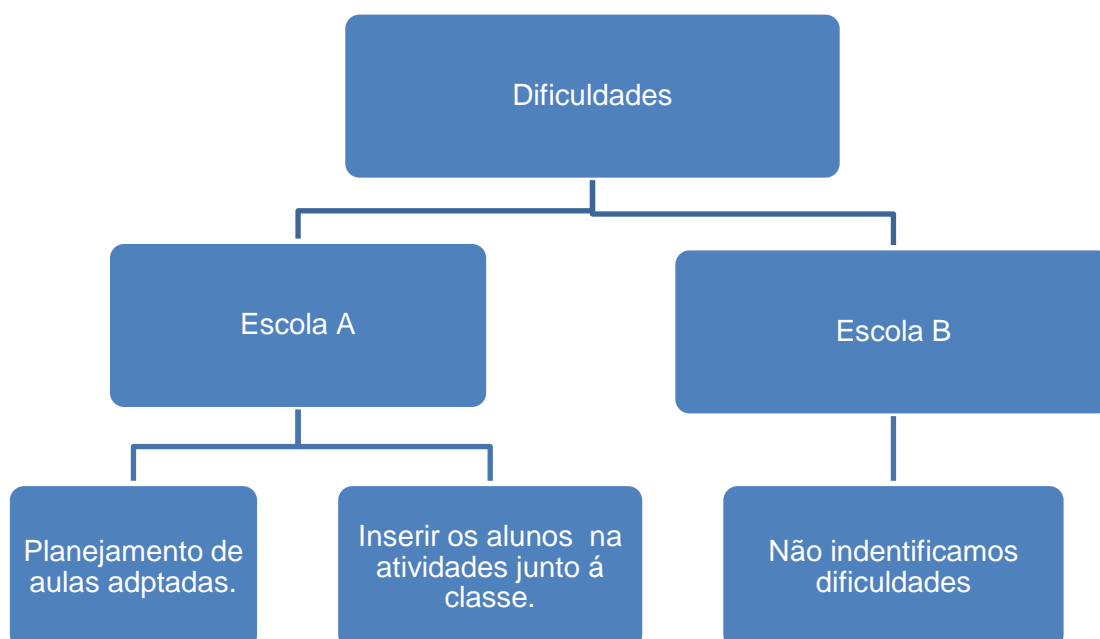 Dificuldades
Escola A
Escola B
Planejamento de
aulas adptadas.
Inserir os alunos  na
atividades junto á
classe.
Não indentificamos
dificuldades